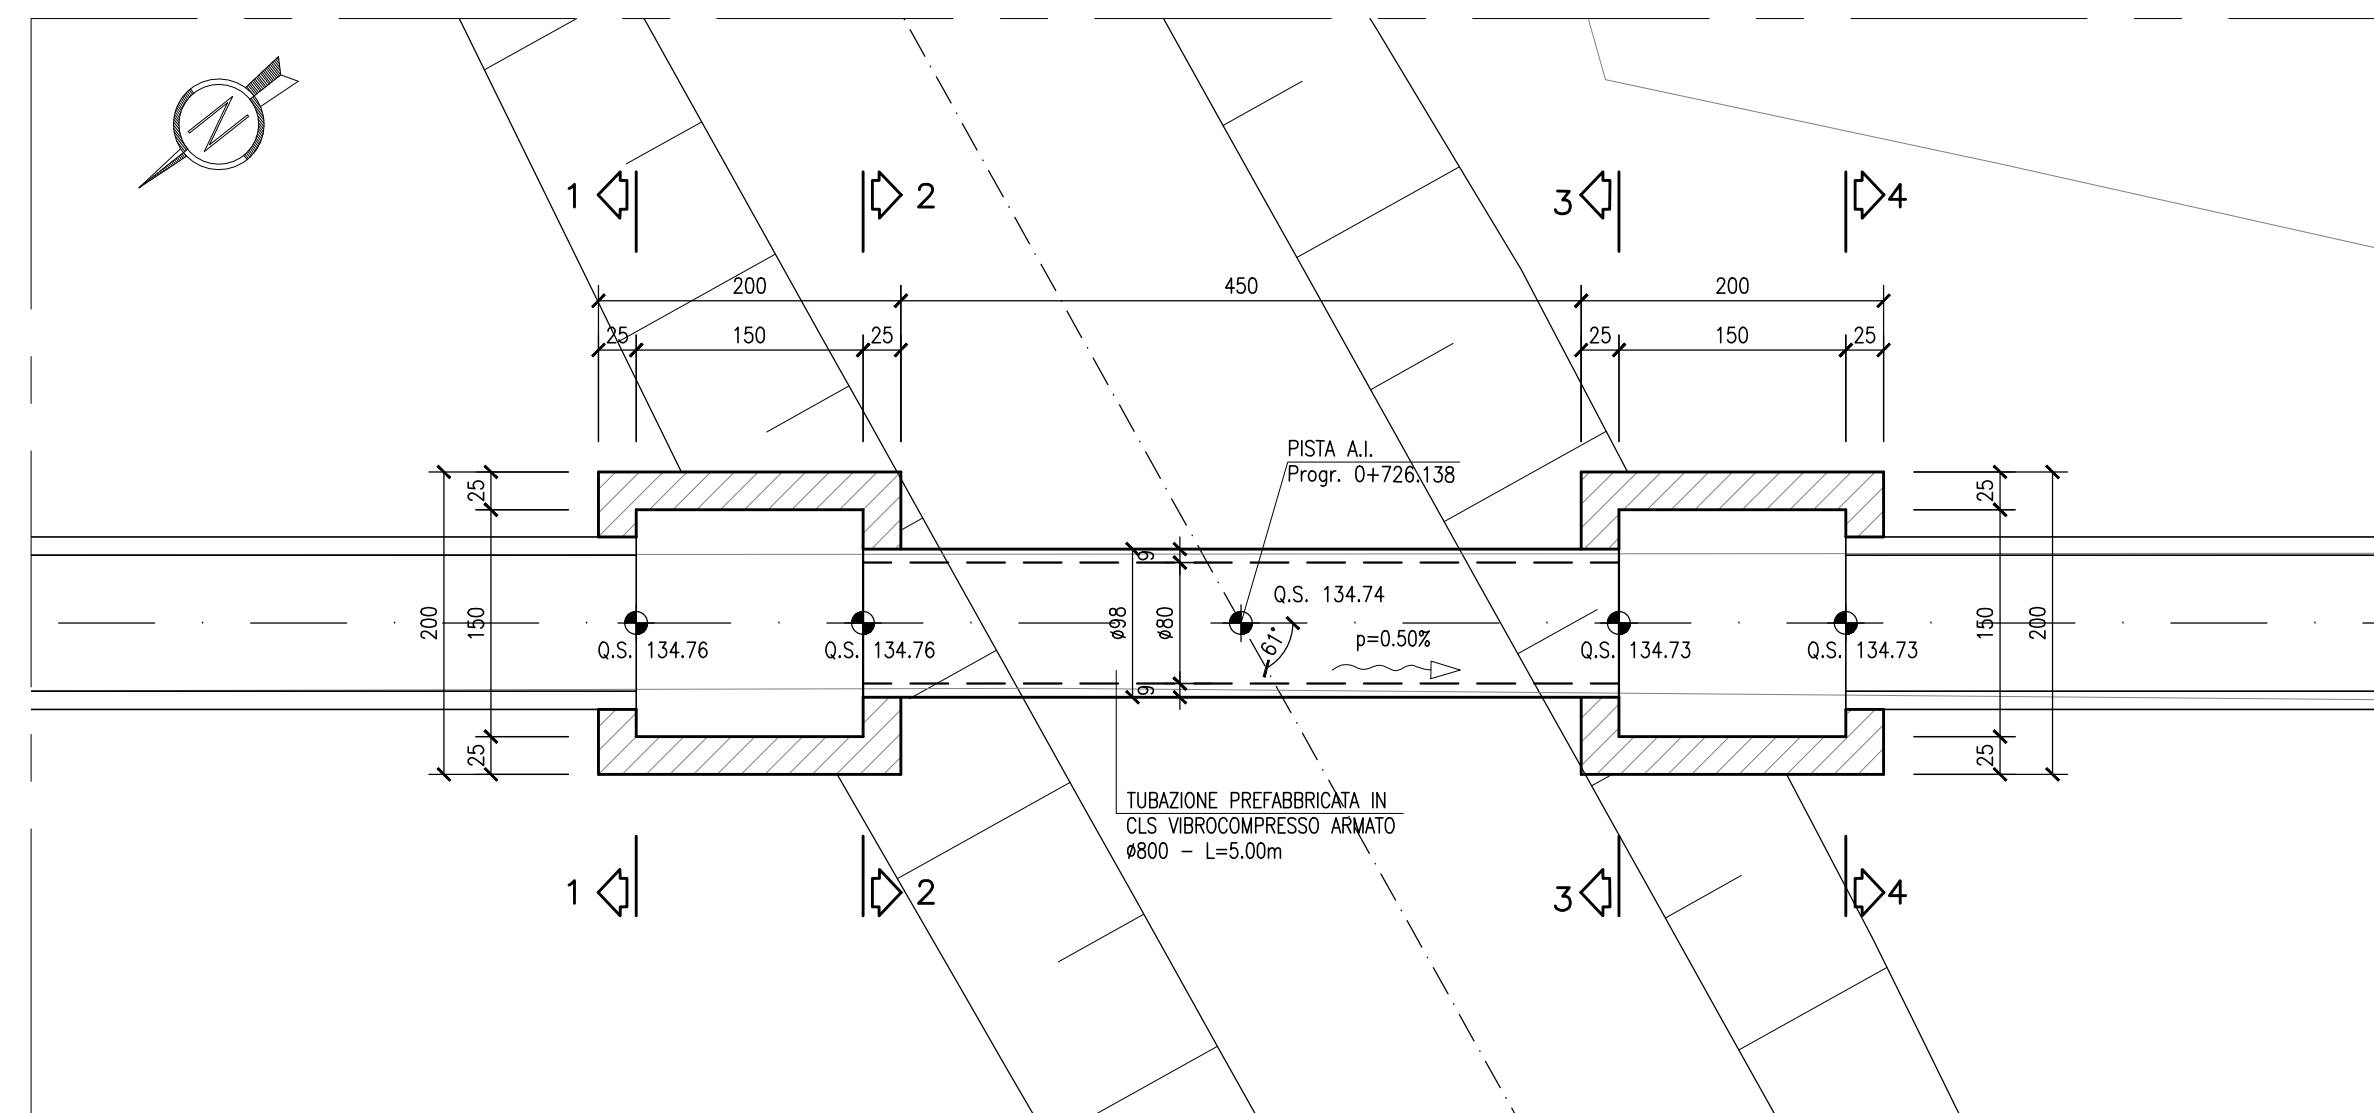 N
1
2
3
4
200
450
200
25
150
25
25
150
25
PISTA A.I.
Progr. 0+726.138
25
150
25
200
ø98
9
9
ø80
Q.S. 134.74
61°
p=0.50%
Q.S. 134.76
Q.S. 134.76
Q.S. 134.73
Q.S. 134.73
25
150
25
200
TUBAZIONE PREFABBRICATA IN
CLS VIBROCOMPRESSO ARMATO
ø800 - L=5.00m
1
2
3
4